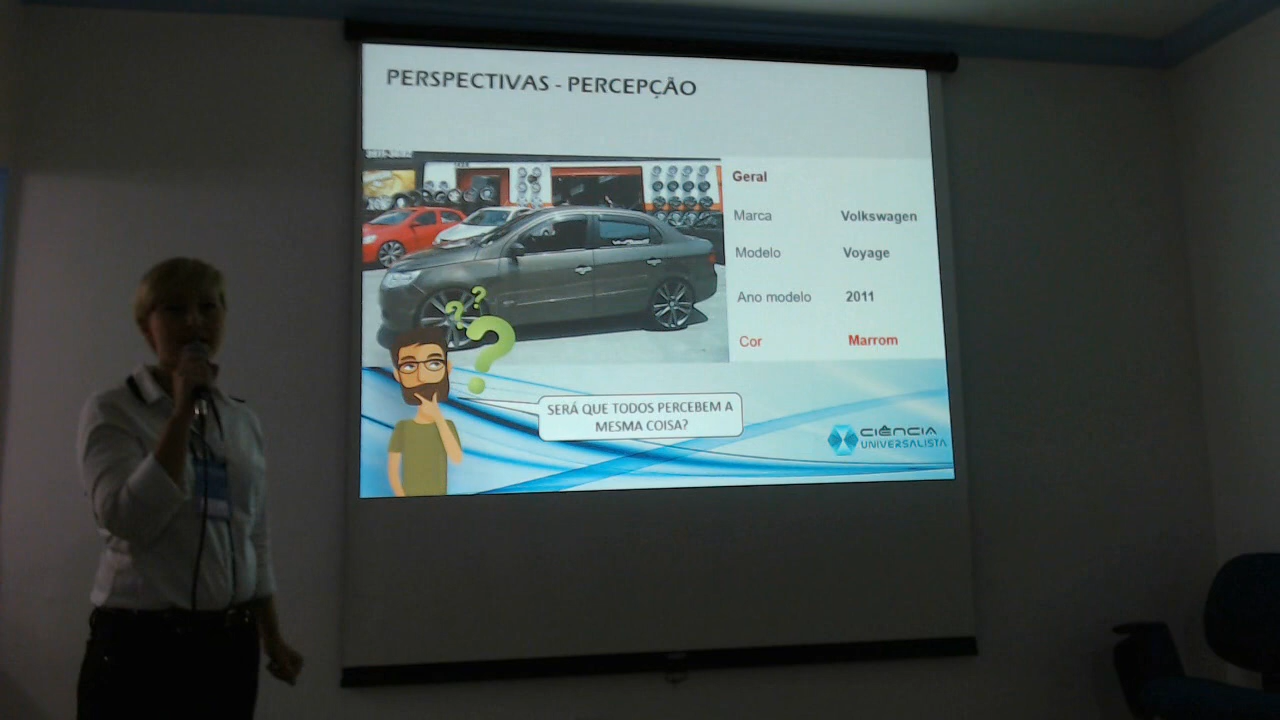 PERSPECTIVAS - PERCEPÇÃO
Geral
Marca Volkswagen
Modelo Voyage
Ano modelo 2011
Cor Marrom
SERÁ QUE TODOS PERCEBEM A
MESMA COISA?
CIÊNCIA
UNIVERSALISTA